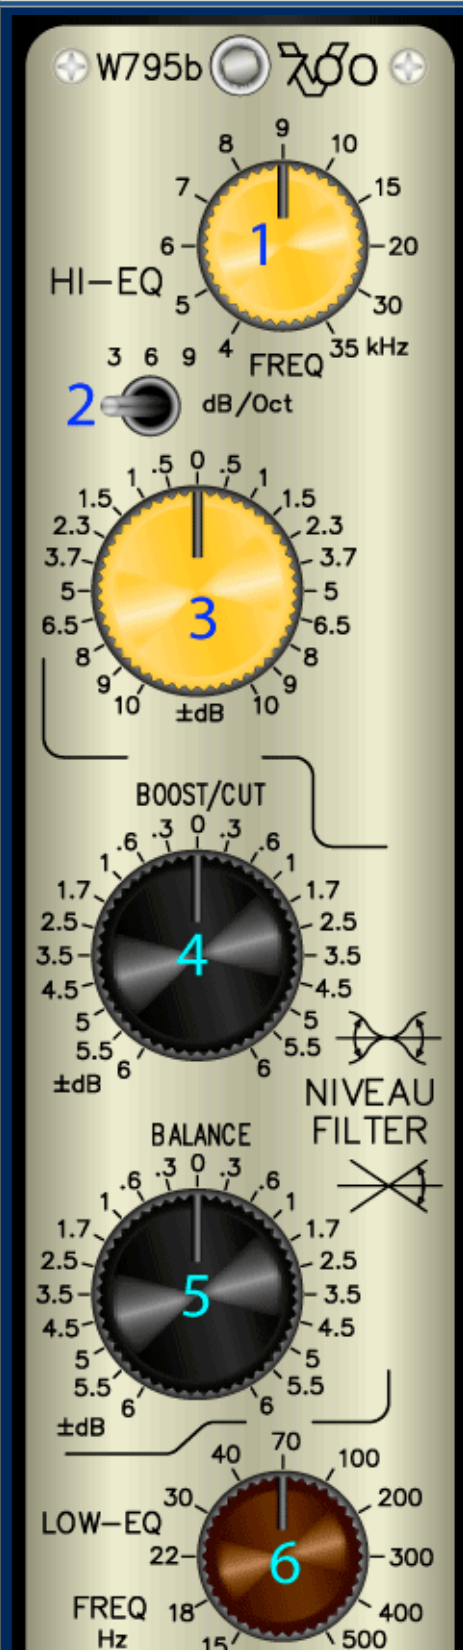 W795b 700
9
8 10
7 15
6 1 20
HI-EQ
5 30
4 35 kHz
FREQ
3 6 9
2 dB/Oct
0
.5 .5
1 1
1.5 1.5
2.3 2.3
3.7 3.7
5 5
3
6.5 6.5
8 8
9 9
10 10
±dB
BOOST/CUT
0
.3 .3
.6 .6
1 1
1.7 1.7
2.5 2.5
3.5 4 3.5
4.5 4.5
5 5
5.5 5.5
6 6
±dB
NIVEAU
FILTER
BALANCE
0
.3 .3
.6 .6
1 1
1.7 1.7
2.5 2.5
3.5 5 3.5
4.5 4.5
5 5
5.5 5.5
6 6
±dB
70
40 100
30 200
LOW-EQ
22 6 300
18 400
FREQ
Hz
15 500